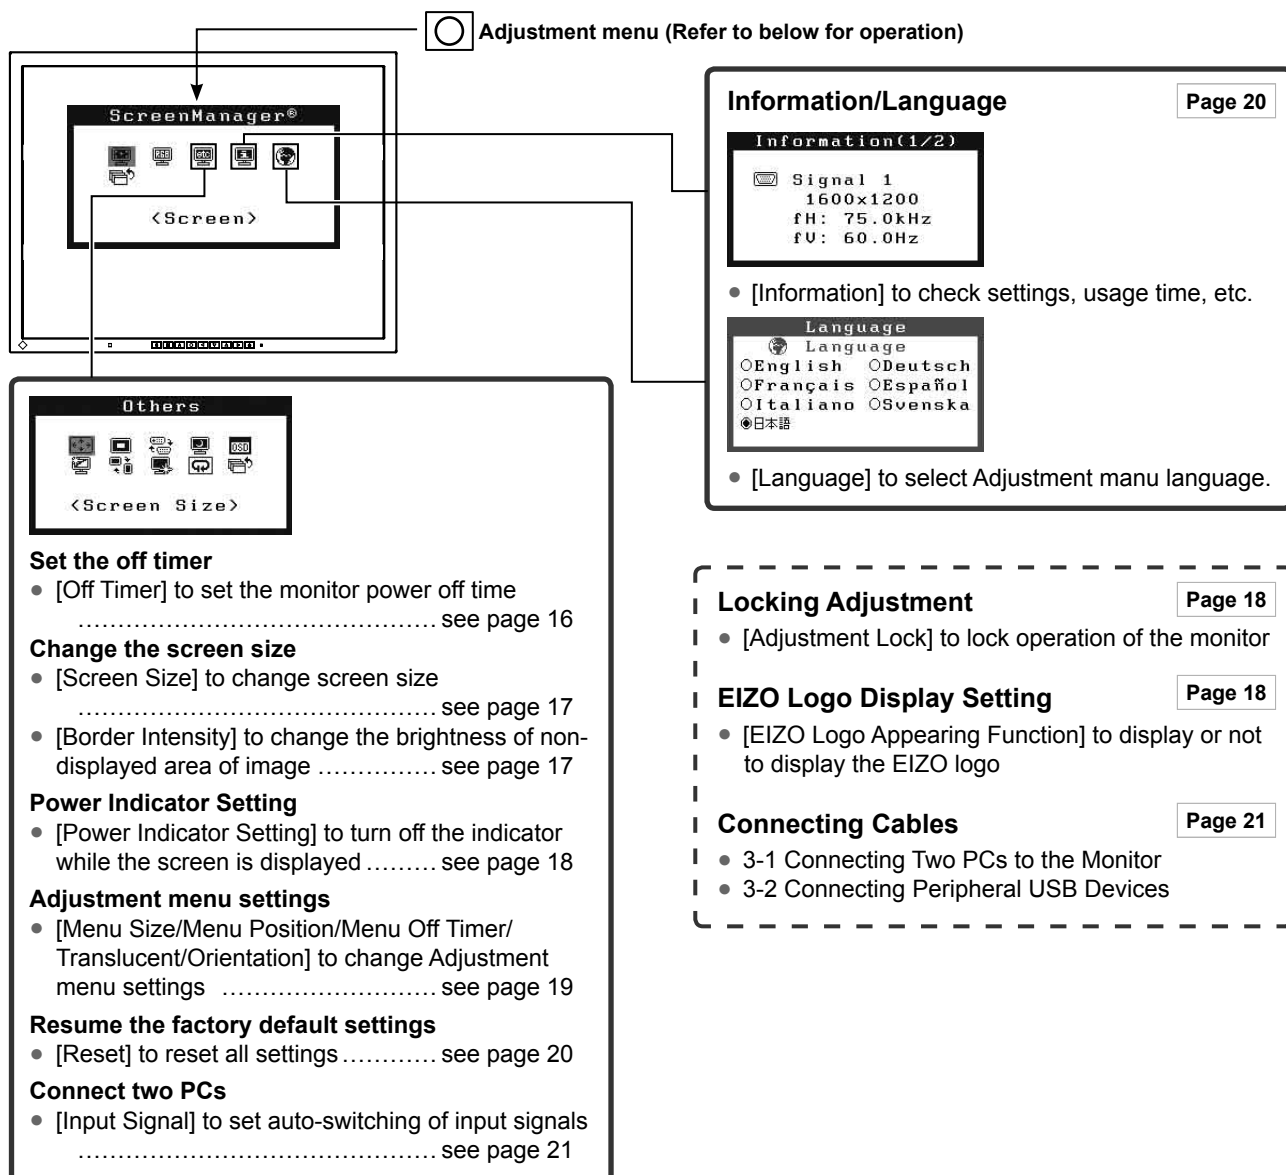 Adjustment menu (Refer to below for operation)
ScreenManager®
<Screen>
Others
<Screen Size>
Set the off timer
• [Off Timer] to set the monitor power off time
............................................. see page 16
Change the screen size
• [Screen Size] to change screen size
............................................. see page 17
• [Border Intensity] to change the brightness of non-
displayed area of image ............... see page 17
Power Indicator Setting
• [Power Indicator Setting] to turn off the indicator
while the screen is displayed ......... see page 18
Adjustment menu settings
• [Menu Size/Menu Position/Menu Off Timer/
Translucent/Orientation] to change Adjustment
menu settings ........................... see page 19
Resume the factory default settings
• [Reset] to reset all settings ............ see page 20
Connect two PCs
• [Input Signal] to set auto-switching of input signals
............................................. see page 21
Information/Language
Page 20
Information(1/2)
Signal 1
1600x1200
fH: 75.0kHz
fV: 60.0Hz
• [Information] to check settings, usage time, etc.
Language
Language
English Deutsch
Français Español
Italiano Svenska
日本語
• [Language] to select Adjustment manu language.
Locking Adjustment
Page 18
• [Adjustment Lock] to lock operation of the monitor
EIZO Logo Display Setting
Page 18
• [EIZO Logo Appearing Function] to display or not
to display the EIZO logo
Connecting Cables
Page 21
• 3-1 Connecting Two PCs to the Monitor
• 3-2 Connecting Peripheral USB Devices